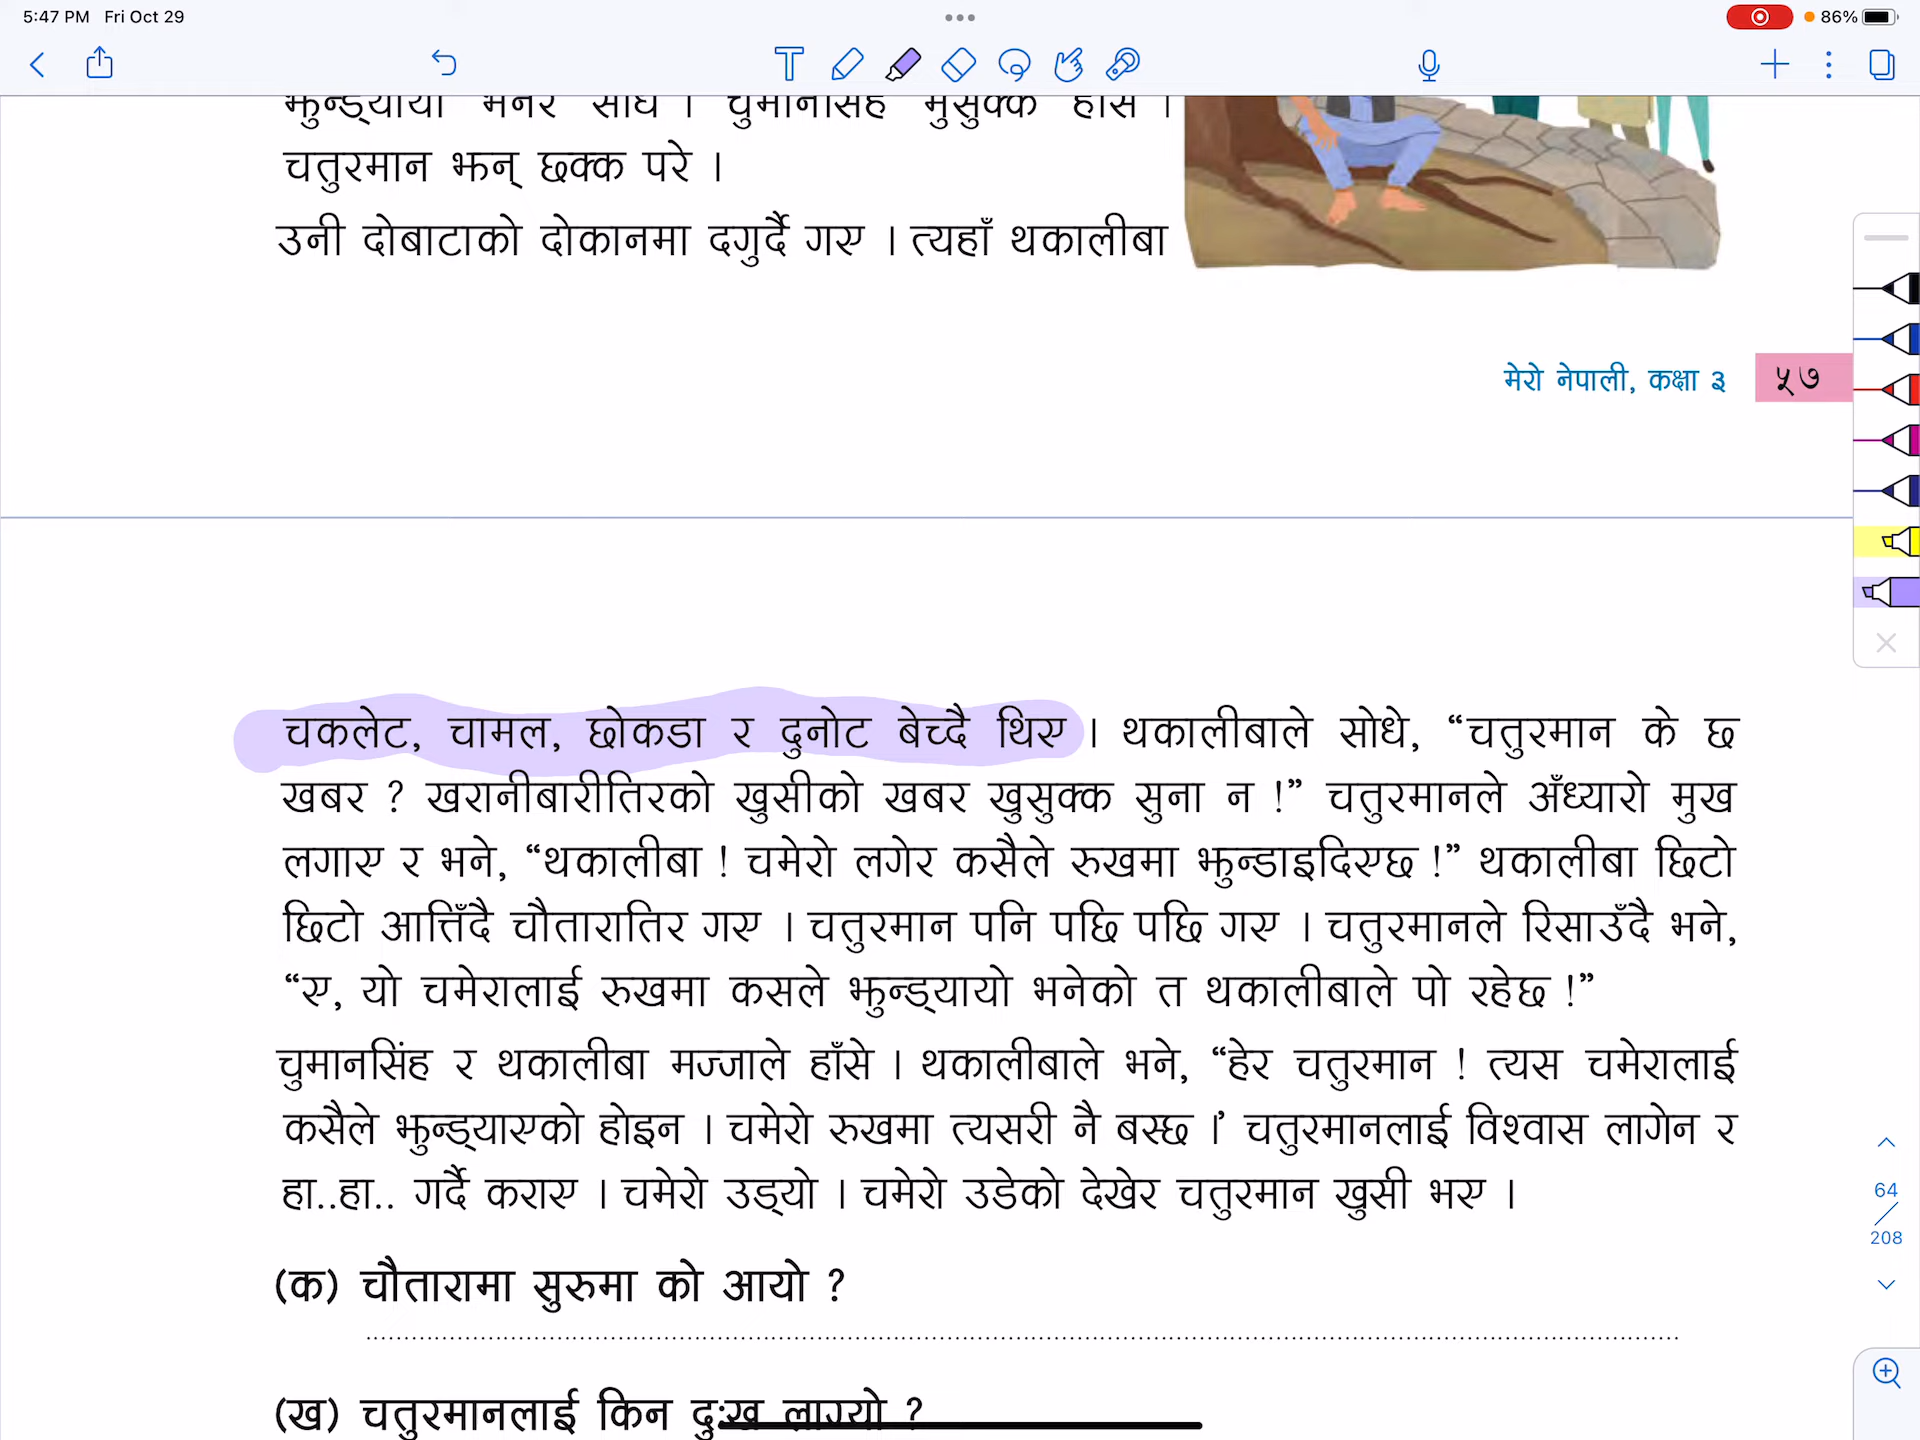 5:47 PM Fri Oct 29
86%
झुन्ड्यायो भनेर सोधे । चुमानसिंह मुसुक्क हाँसे ।
चतुरमान झन् छक्क परे ।
उनी दोबाटाको दोकानमा दगुर्दै गए । त्यहाँ थकालीबा
मेरो नेपाली, कक्षा ३ ५७
चकलेट, चामल, छोकडा र दुनोट बेच्दै थिए । थकालीबाले सोधे, “चतुरमान के छ
खबर ? खरानीबारीतिरको खुसीको खबर खुसुक्क सुना न !” चतुरमानले अँध्यारो मुख
लगाए र भने, “थकालीबा ! चमेरो लगेर कसैले रुखमा झुन्डाइदिएछ !” थकालीबा छिटो
छिटो आत्तिँदै चौतारातिर गए । चतुरमान पनि पछि पछि गए । चतुरमानले रिसाउँदै भने,
“ए, यो चमेरालाई रुखमा कसले झुन्ड्यायो भनेको त थकालीबाले पो रहेछ !”
चुमानसिंह र थकालीबा मज्जाले हाँसे । थकालीबाले भने, “हेर चतुरमान ! त्यस चमेरालाई
कसैले झुन्ड्याएको होइन । चमेरो रुखमा त्यसरी नै बस्छ ।’ चतुरमानलाई विश्वास लागेन र
हा..हा.. गर्दै कराए । चमेरो उड्यो । चमेरो उडेको देखेर चतुरमान खुसी भए ।
(क) चौतारामा सुरुमा को आयो ?
(ख) चतुरमानलाई किन दुःख लाग्यो ?
64
208